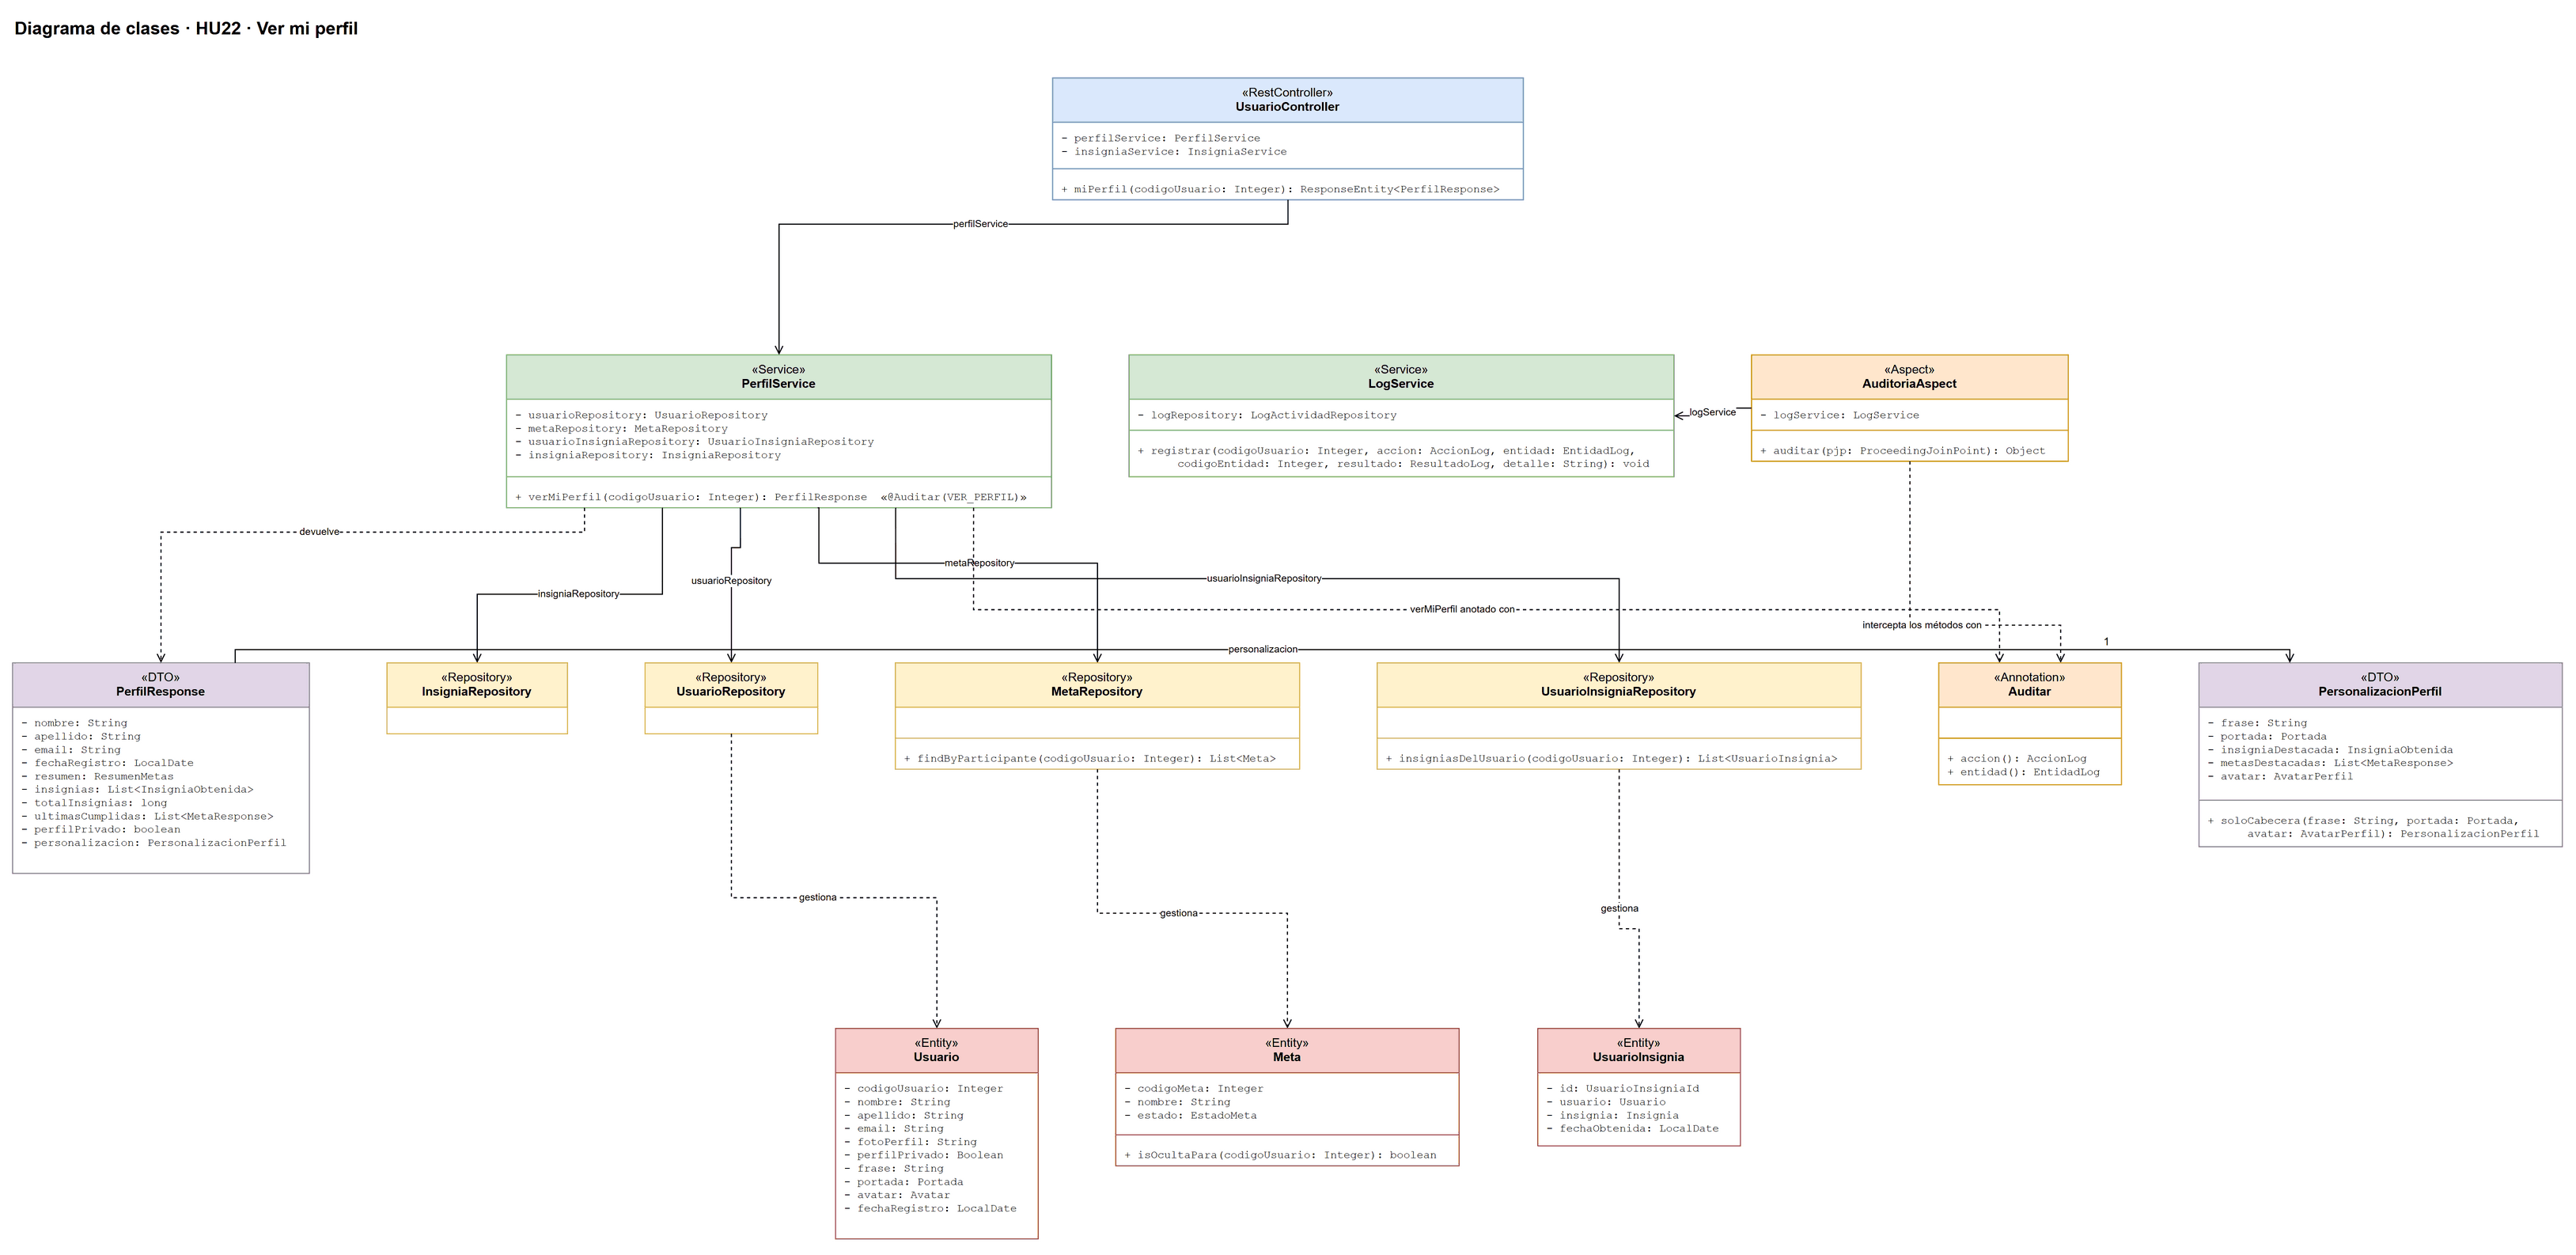 Diagrama de clases · HU22 · Ver mi perfil
«RestController»
UsuarioController
- perfilService: PerfilService
- insigniaService: InsigniaService
+ miPerfil(codigoUsuario: Integer): ResponseEntity<PerfilResponse>
perfilService
«Service»
PerfilService
- usuarioRepository: UsuarioRepository
- metaRepository: MetaRepository
- usuarioInsigniaRepository: UsuarioInsigniaRepository
- insigniaRepository: InsigniaRepository
+ verMiPerfil(codigoUsuario: Integer): PerfilResponse «@Auditar(VER_PERFIL)»
«Service»
LogService
- logRepository: LogActividadRepository
+ registrar(codigoUsuario: Integer, accion: AccionLog, entidad: EntidadLog,
codigoEntidad: Integer, resultado: ResultadoLog, detalle: String): void
logService
«Aspect»
AuditoriaAspect
- logService: LogService
+ auditar(pjp: ProceedingJoinPoint): Object
devuelve
insigniaRepository
usuarioRepository
metaRepository
usuarioInsigniaRepository
verMiPerfil anotado con
intercepta los métodos con
personalizacion
1
«DTO»
PerfilResponse
- nombre: String
- apellido: String
- email: String
- fechaRegistro: LocalDate
- resumen: ResumenMetas
- insignias: List<InsigniaObtenida>
- totalInsignias: long
- ultimasCumplidas: List<MetaResponse>
- perfilPrivado: boolean
- personalizacion: PersonalizacionPerfil
«Repository»
InsigniaRepository
«Repository»
UsuarioRepository
«Repository»
MetaRepository
+ findByParticipante(codigoUsuario: Integer): List<Meta>
«Repository»
UsuarioInsigniaRepository
+ insigniasDelUsuario(codigoUsuario: Integer): List<UsuarioInsignia>
«Annotation»
Auditar
+ accion(): AccionLog
+ entidad(): EntidadLog
«DTO»
PersonalizacionPerfil
- frase: String
- portada: Portada
- insigniaDestacada: InsigniaObtenida
- metasDestacadas: List<MetaResponse>
- avatar: AvatarPerfil
+ soloCabecera(frase: String, portada: Portada,
avatar: AvatarPerfil): PersonalizacionPerfil
gestiona
gestiona
gestiona
«Entity»
Usuario
- codigoUsuario: Integer
- nombre: String
- apellido: String
- email: String
- fotoPerfil: String
- perfilPrivado: Boolean
- frase: String
- portada: Portada
- avatar: Avatar
- fechaRegistro: LocalDate
«Entity»
Meta
- codigoMeta: Integer
- nombre: String
- estado: EstadoMeta
+ isOcultaPara(codigoUsuario: Integer): boolean
«Entity»
UsuarioInsignia
- id: UsuarioInsigniaId
- usuario: Usuario
- insignia: Insignia
- fechaObtenida: LocalDate